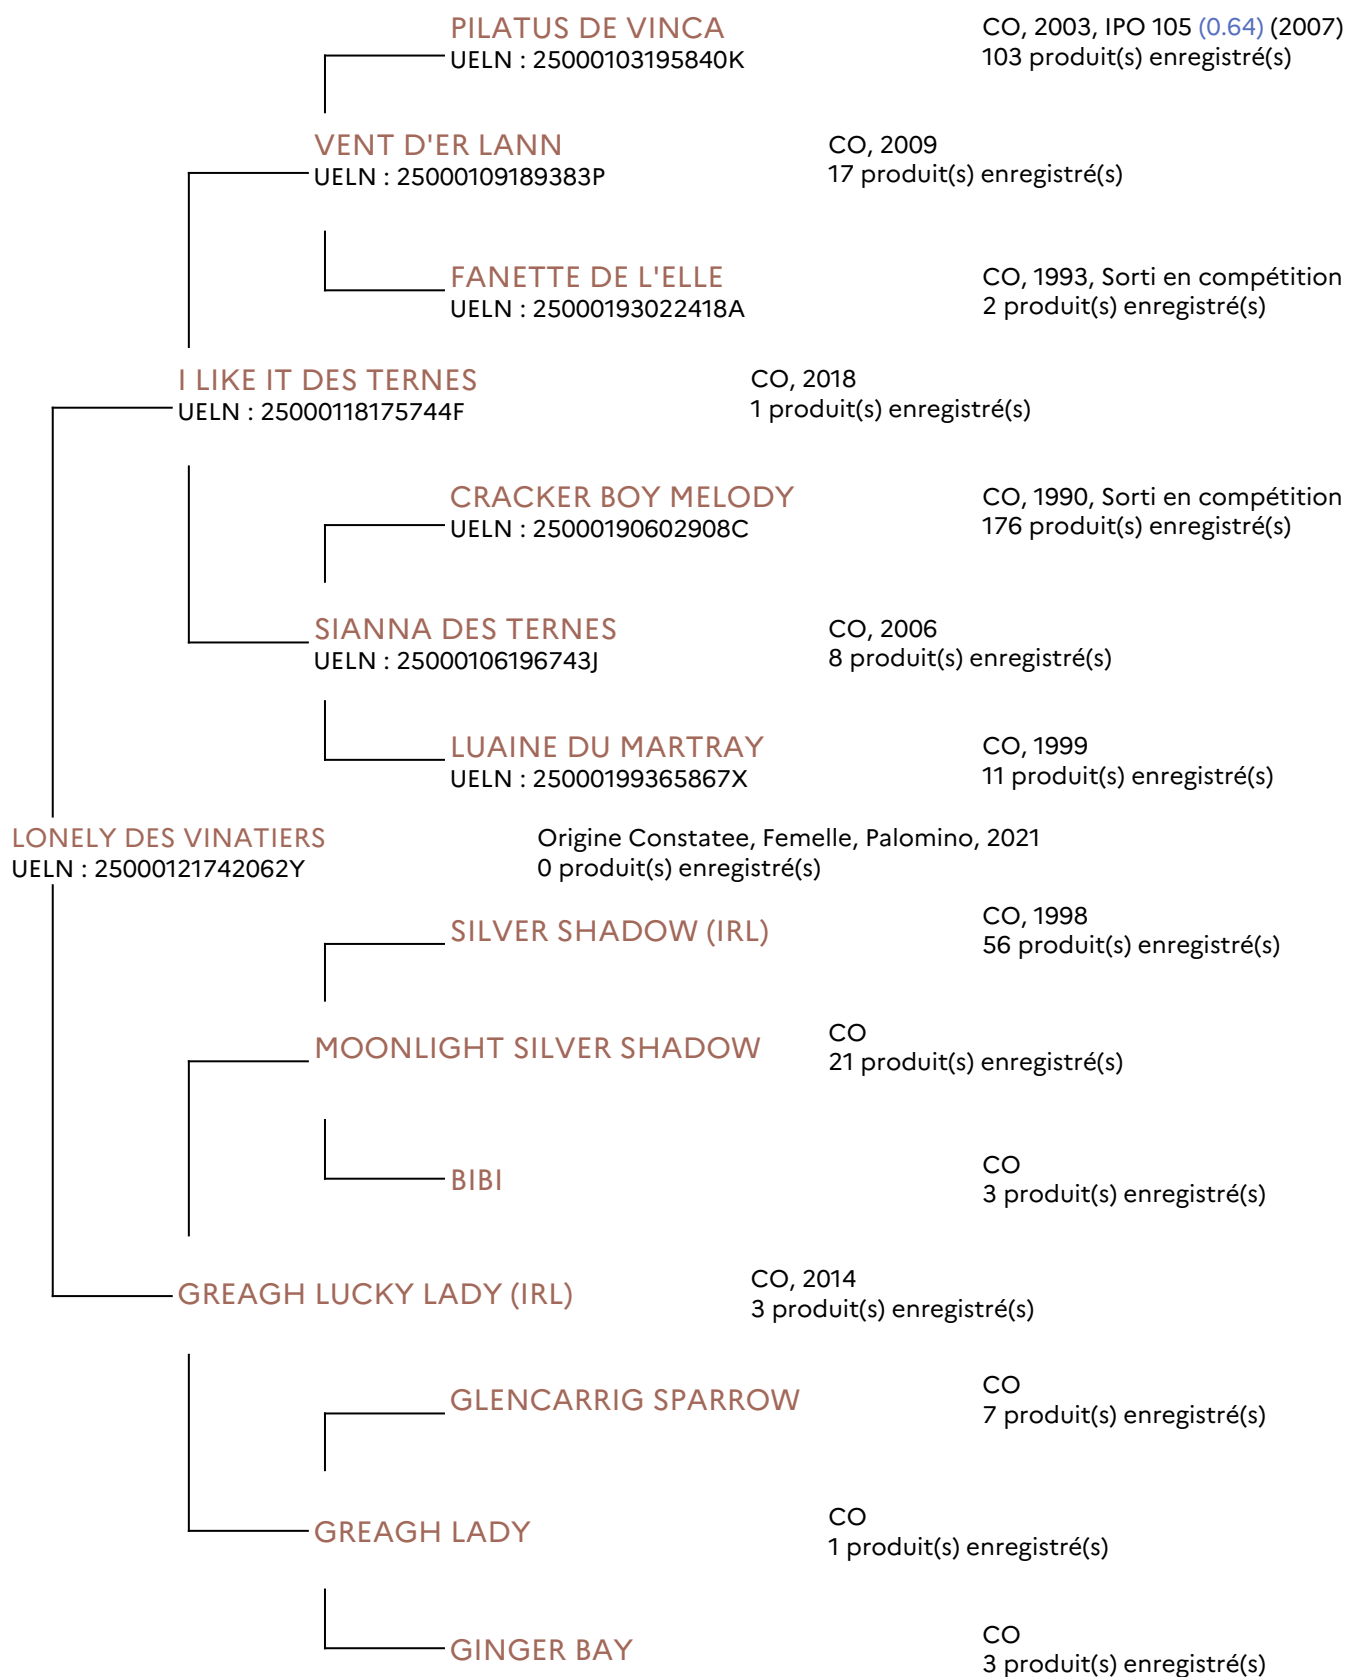 PILATUS DE VINCA
UELN : 25000103195840K
CO, 2003, IPO 105 (0.64) (2007)
103 produit(s) enregistré(s)
VENT D'ER LANN
UELN : 25000109189383P
CO, 2009
17 produit(s) enregistré(s)
FANETTE DE L'ELLE
UELN : 25000193022418A
CO, 1993, Sorti en compétition
2 produit(s) enregistré(s)
I LIKE IT DES TERNES
UELN : 25000118175744F
CO, 2018
1 produit(s) enregistré(s)
CRACKER BOY MELODY
UELN : 25000190602908C
CO, 1990, Sorti en compétition
176 produit(s) enregistré(s)
SIANNA DES TERNES
UELN : 25000106196743J
CO, 2006
8 produit(s) enregistré(s)
LUAINE DU MARTRAY
UELN : 25000199365867X
CO, 1999
11 produit(s) enregistré(s)
LONELY DES VINATIERS
UELN : 25000121742062Y
Origine Constatee, Femelle, Palomino, 2021
0 produit(s) enregistré(s)
SILVER SHADOW (IRL)
CO, 1998
56 produit(s) enregistré(s)
MOONLIGHT SILVER SHADOW
CO
21 produit(s) enregistré(s)
BIBI
CO
3 produit(s) enregistré(s)
GREAGH LUCKY LADY (IRL)
CO, 2014
3 produit(s) enregistré(s)
GLENCARRIG SPARROW
CO
7 produit(s) enregistré(s)
GREAGH LADY
CO
1 produit(s) enregistré(s)
GINGER BAY
CO
3 produit(s) enregistré(s)